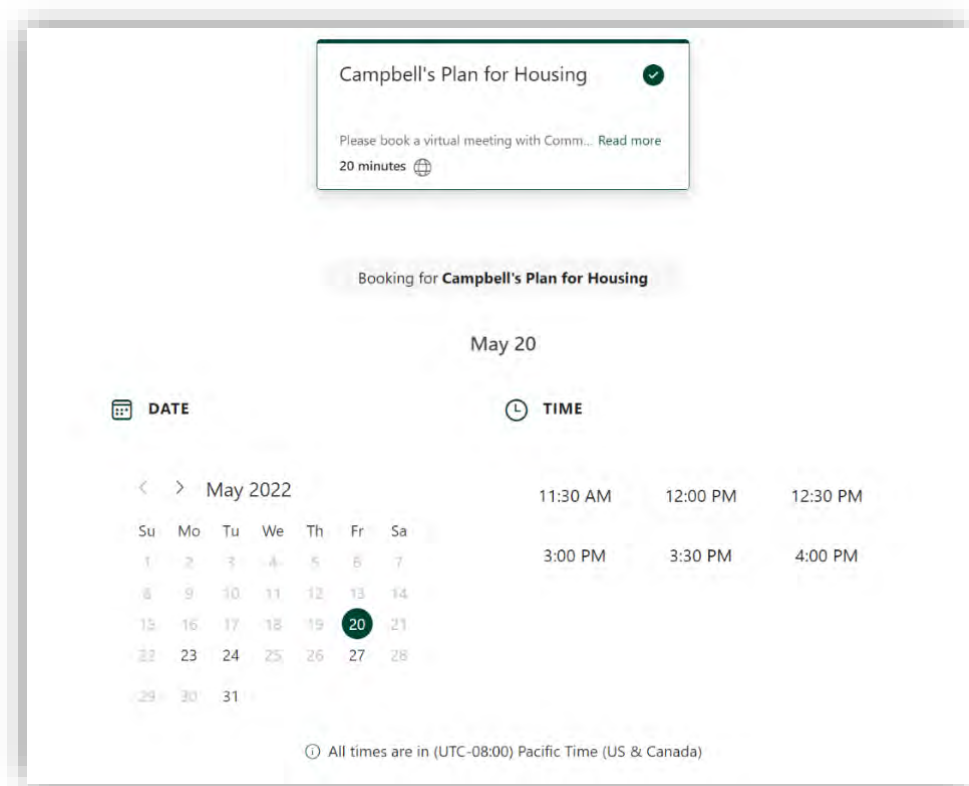 Campbell's Plan for Housing
Please book a virtual meeting with Comm... Read more
20 minutes
Booking for Campbell's Plan for Housing
May 20
DATE
TIME
May 2022
Su Mo Tu We Th Fr Sa
1 2 3 4 5 6 7
8 9 10 11 12 13 14
15 16 17 18 19 20 21
22 23 24 25 26 27 28
29 30 31
11:30 AM 12:00 PM 12:30 PM
3:00 PM 3:30 PM 4:00 PM
All times are in (UTC-08:00) Pacific Time (US & Canada)